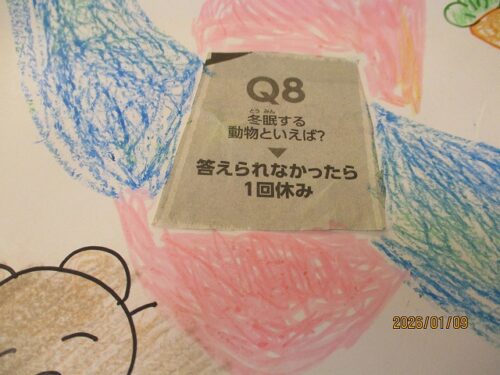 Q8
とうみん
冬眠する
動物といえば?
▼
答えられなかったら
1回休み
2026/01/09